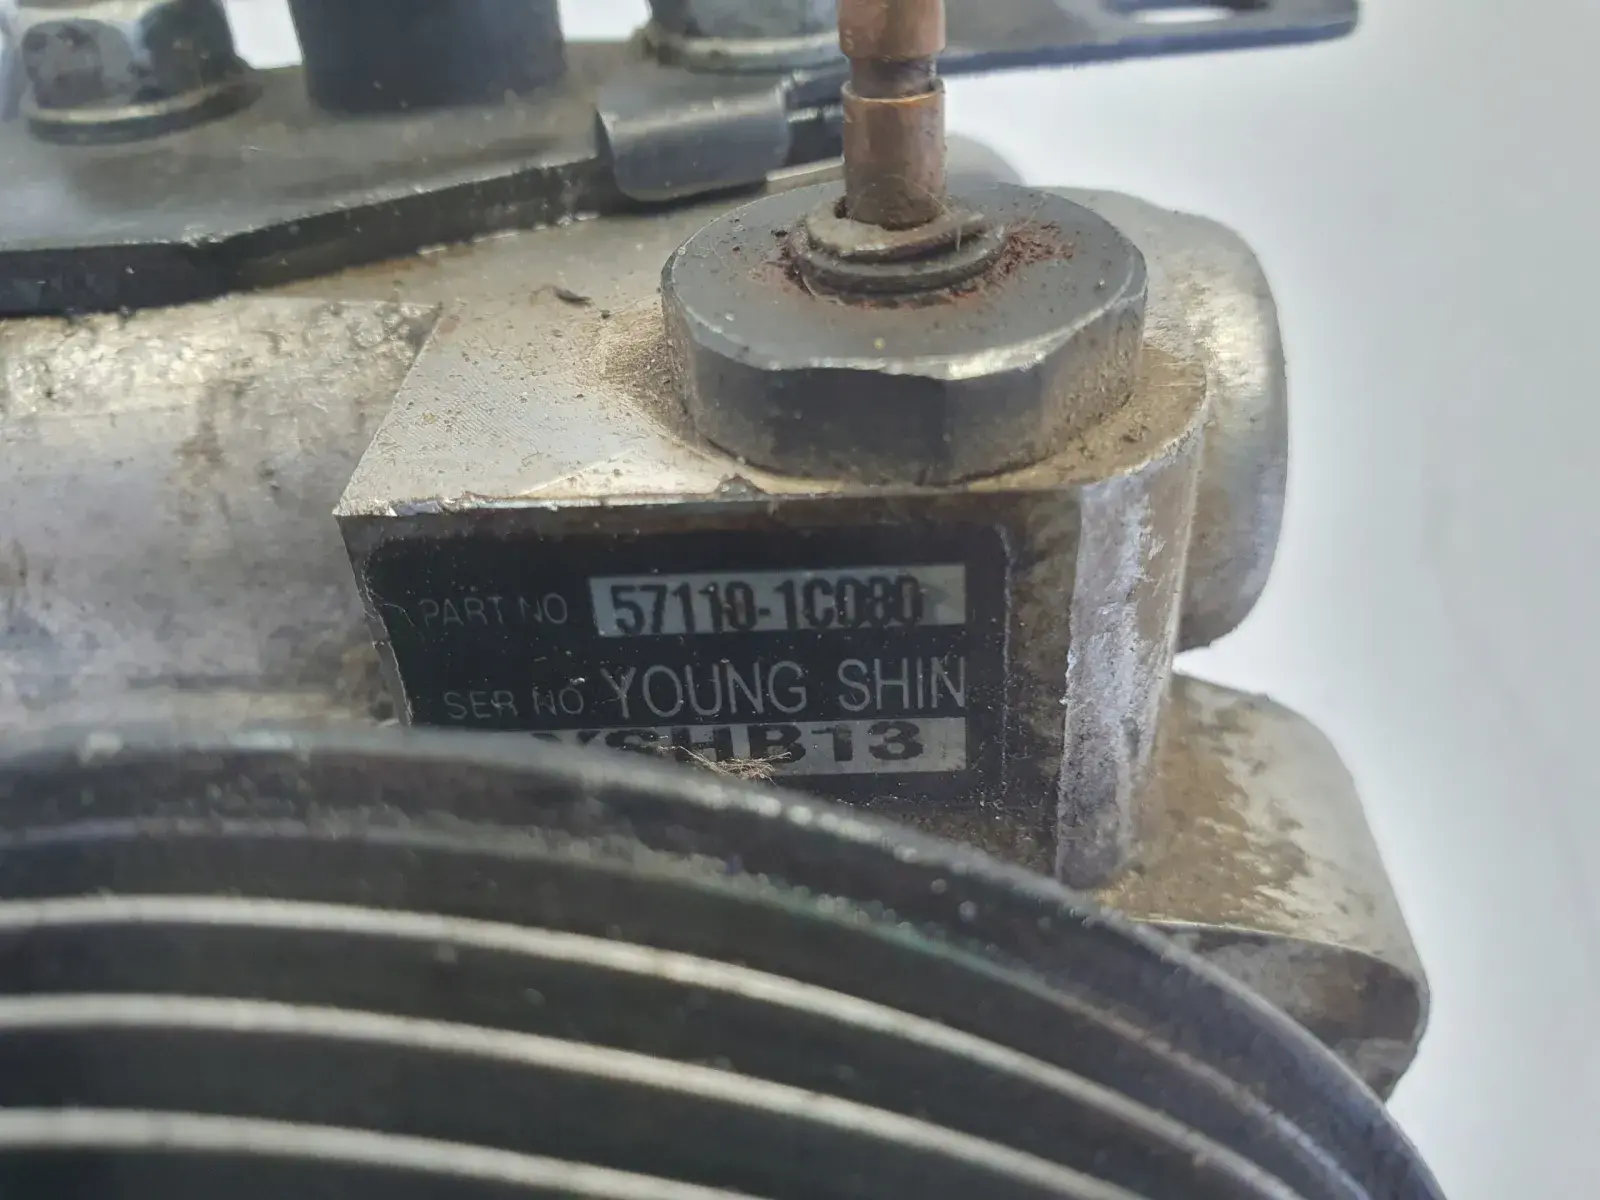 PART NO 57110-1C080
SER NO YOUNG SHIN
YSHB13